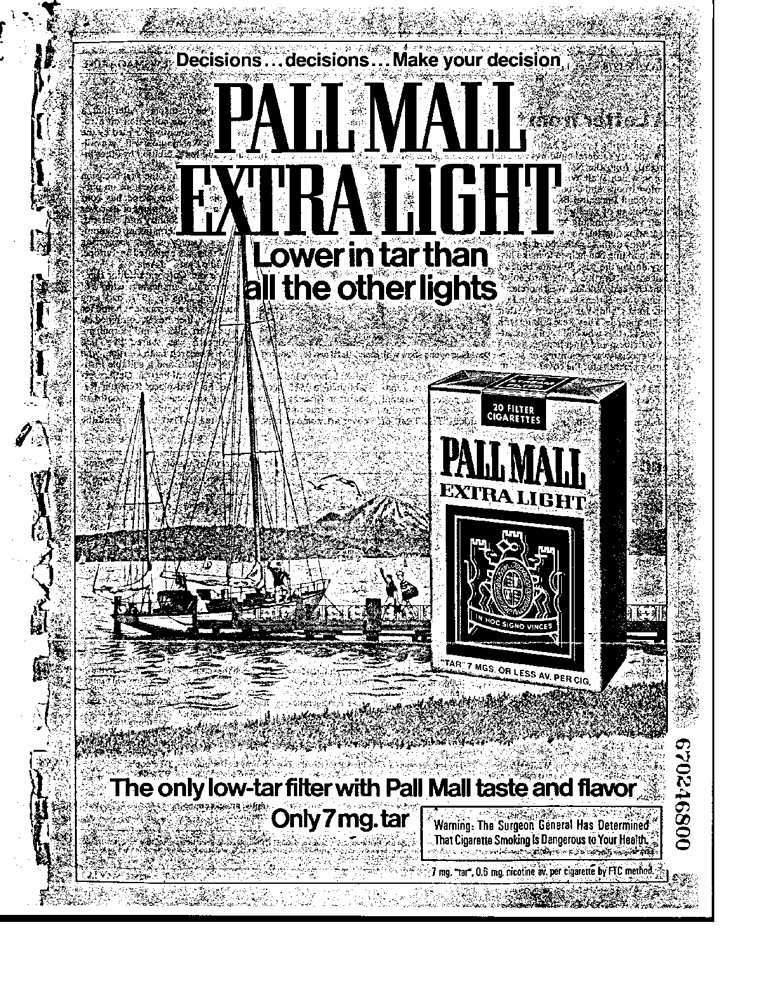 Decisions...decisions...Make your decision
PALL MALL
EXTRA LIGHT
Lower in tar than
all the other lights
20 FILTER
CIGARETTES
PALL MALL
EXTRA LIGHT
IN HOC SIGNO VINCES
"TAR" 7 MGS. OR LESS AV. PER CIG.
The only low-tar filter with Pall Mall taste and flavor
Only 7 mg. tar
Warning: The Surgeon General Has Determined
That Cigarette Smoking Is Dangerous to Your Health.
7 mg. "tar", 0.6 mg. nicotine av. per cigarette by FTC method.
670246800